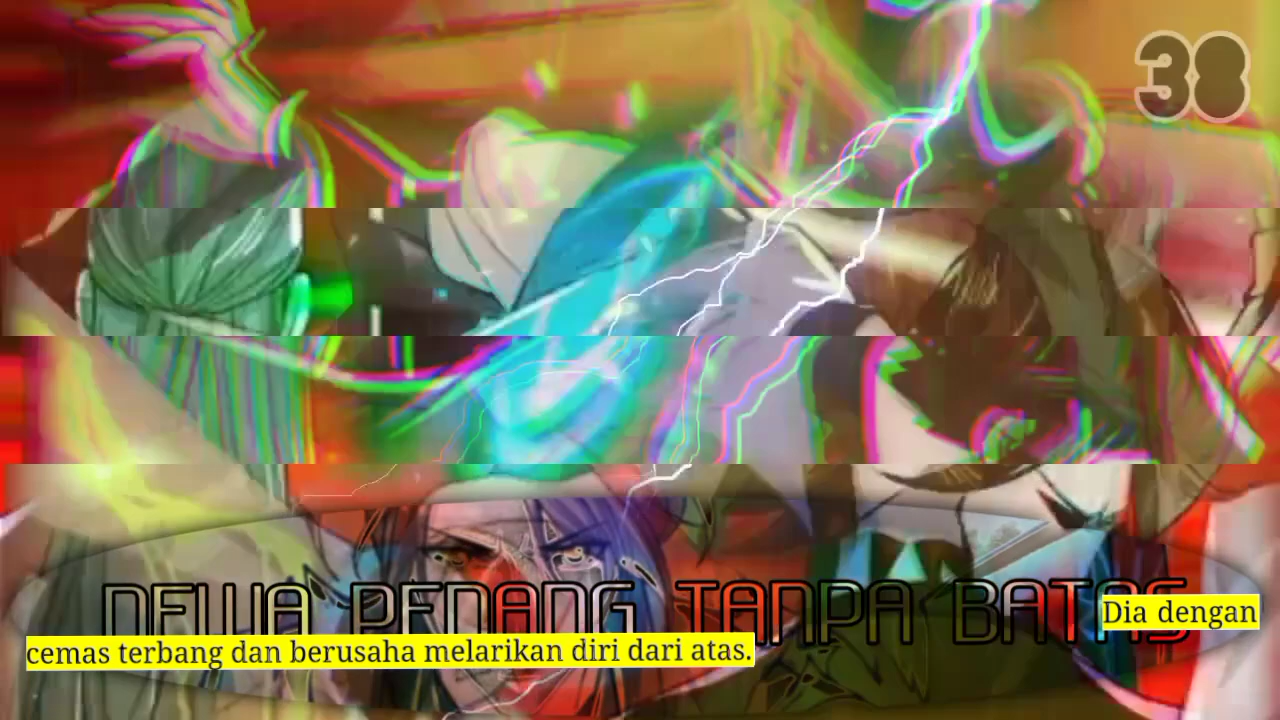 38
DEWA PEDANG TANPA BATAS
Dia dengan
cemas terbang dan berusaha melarikan diri dari atas.